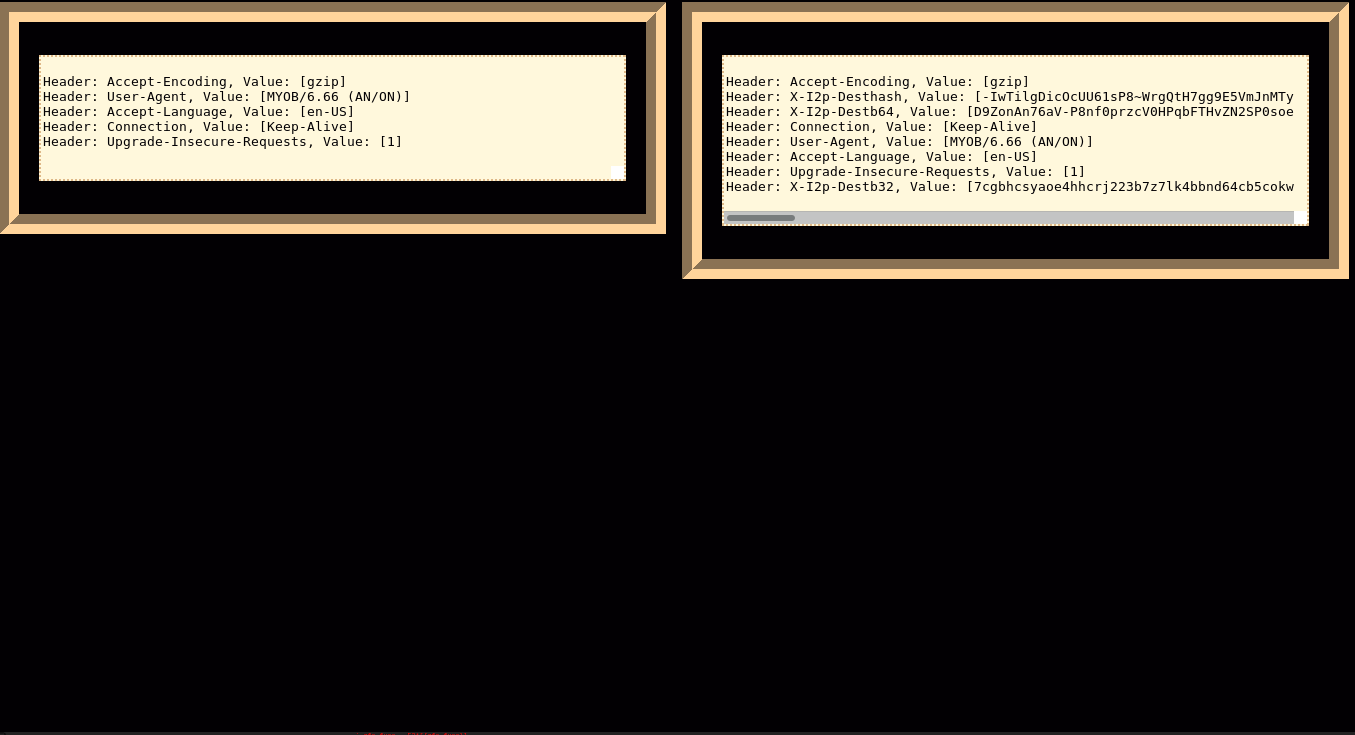 Header: Accept-Encoding, Value: [gzip]
Header: User-Agent, Value: [MYOB/6.66 (AN/ON)]
Header: Accept-Language, Value: [en-US]
Header: Connection, Value: [Keep-Alive]
Header: Upgrade-Insecure-Requests, Value: [1]
Header: Accept-Encoding, Value: [gzip]
Header: X-I2p-Desthash, Value: [-IwTilgDicOcUU61sP8~WrgQtH7gg9E5VmJnMTy
Header: X-I2p-Destb64, Value: [D9ZonAn76aV-P8nf0przcV0HPqbFTHvZN2SP0soe
Header: Connection, Value: [Keep-Alive]
Header: User-Agent, Value: [MYOB/6.66 (AN/ON)]
Header: Accept-Language, Value: [en-US]
Header: Upgrade-Insecure-Requests, Value: [1]
Header: X-I2p-Destb32, Value: [7cgbhcsyaoe4hhcrj223b7z7lk4bbnd64cb5cokw